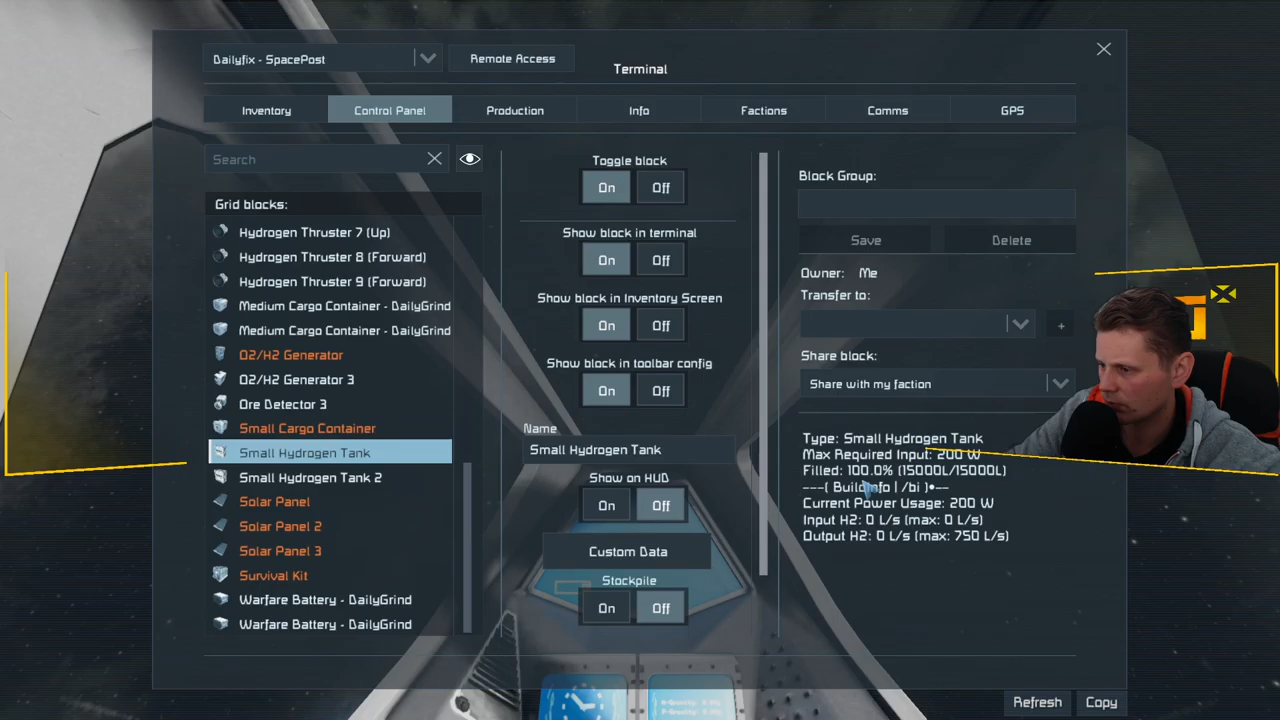 Dailyfix - SpacePost
Remote Access
Terminal
Inventory
Control Panel
Production
Info
Factions
Comms
GPS
Search
Grid blocks:
Hydrogen Thruster 7 (Up)
Hydrogen Thruster 8 (Forward)
Hydrogen Thruster 9 (Forward)
Medium Cargo Container - DailyGrind
Medium Cargo Container - DailyGrind
O2/H2 Generator
O2/H2 Generator 3
Ore Detector 3
Small Cargo Container
Small Hydrogen Tank
Small Hydrogen Tank 2
Solar Panel
Solar Panel 2
Solar Panel 3
Survival Kit
Warfare Battery - DailyGrind
Warfare Battery - DailyGrind
Toggle block
On Off
Show block in terminal
On Off
Show block in Inventory Screen
On Off
Show block in toolbar config
On Off
Name
Small Hydrogen Tank
Show on HUD
On Off
Custom Data
Stockpile
On Off
Block Group:
Save
Delete
Owner: Me
Transfer to:
+
Share block:
Share with my faction
Type: Small Hydrogen Tank
Max Required Input: 200 W
Filled: 100.0% (15000L/15000L)
---( BuildInfo | /bi )•--
Current Power Usage: 200 W
Input H2: 0 L/s (max: 0 L/s)
Output H2: 0 L/s (max: 750 L/s)
Refresh
Copy